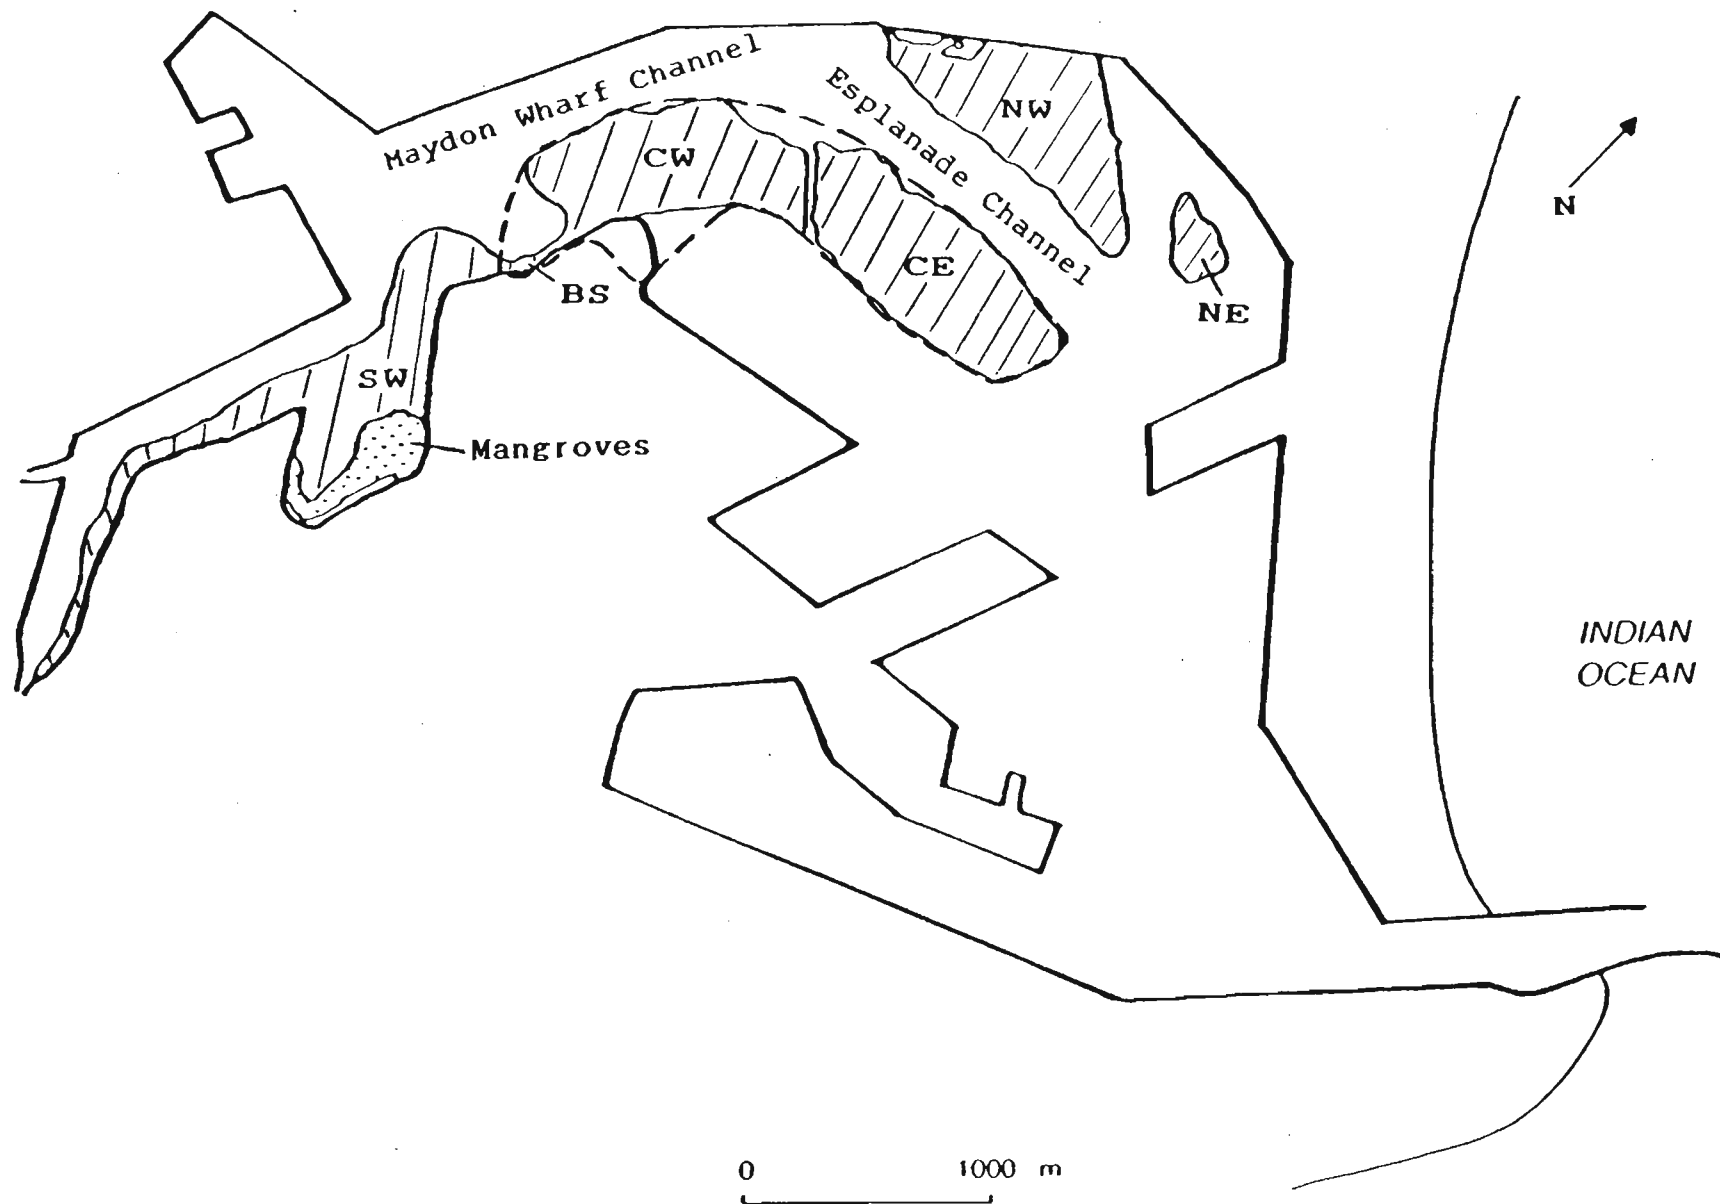 Maydon Wharf Channel
Esplanade Channel
NW
CW
N
CE
BS
NE
SW
Mangroves
INDIAN
OCEAN
0 1000 m